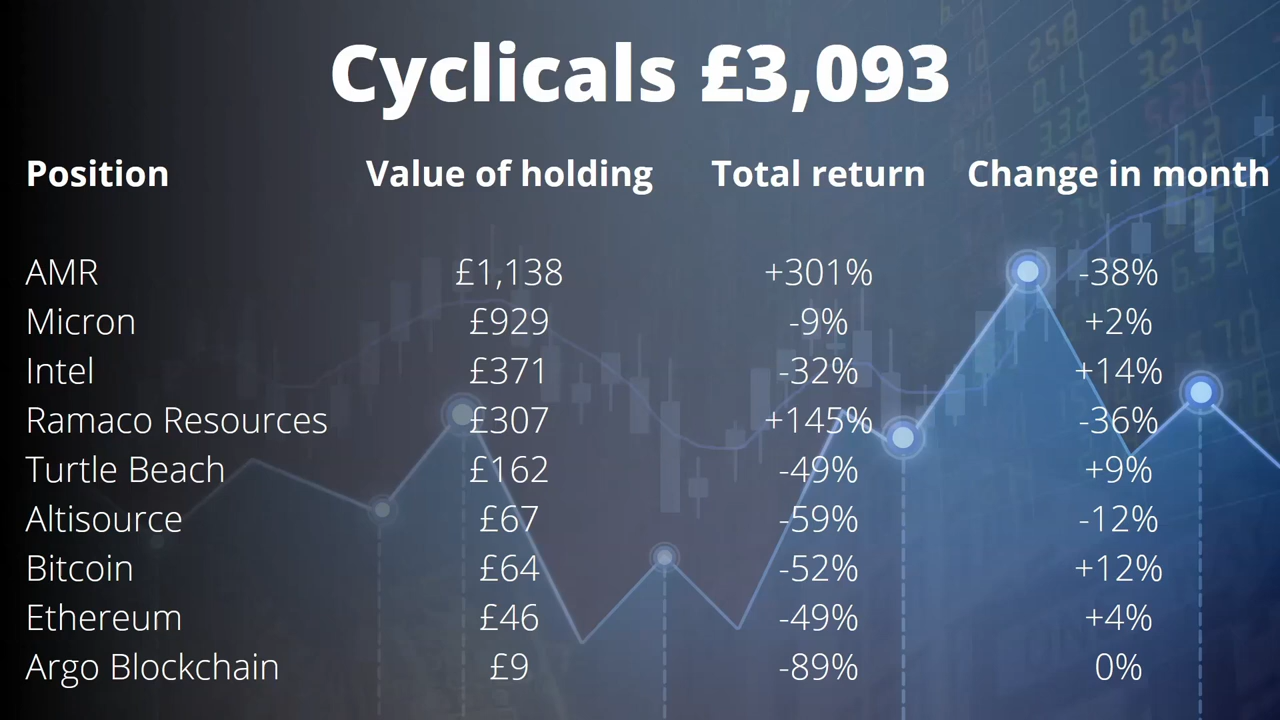 Cyclicals £3,093
Position Value of holding Total return Change in month
AMR £1,138 +301% -38%
Micron £929 -9% +2%
Intel £371 -32% +14%
Ramaco Resources £307 +145% -36%
Turtle Beach £162 -49% +9%
Altisource £67 -59% -12%
Bitcoin £64 -52% +12%
Ethereum £46 -49% +4%
Argo Blockchain £9 -89% 0%